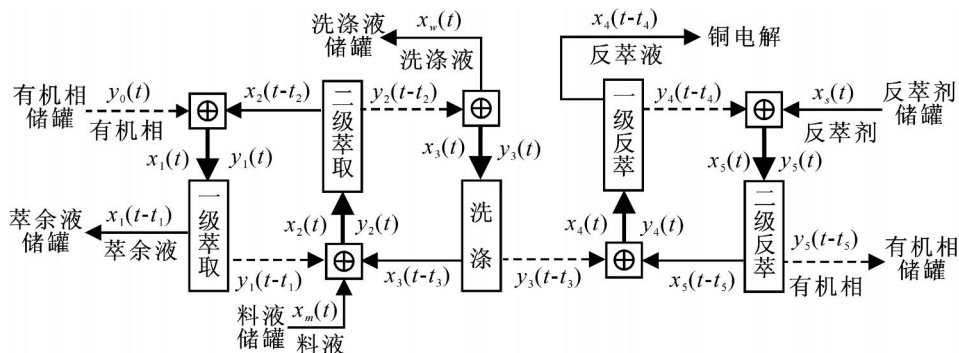 洗涤液
储罐
x_w(t)
洗涤液
x_4(t-t_4)
反萃液
铜电解
有机相
储罐
y_0(t)
有机相
x_2(t-t_2)
二级萃取
y_2(t-t_2)
一级反萃
y_4(t-t_4)
x_s(t)
反萃剂
反萃剂
储罐
x_1(t)
y_1(t)
x_3(t)
y_3(t)
x_5(t)
y_5(t)
一级萃取
x_2(t)
y_2(t)
洗涤
x_4(t)
y_4(t)
二级反萃
萃余液
储罐
x_1(t-t_1)
萃余液
y_1(t-t_1)
x_3(t-t_3)
y_3(t-t_3)
x_5(t-t_5)
y_5(t-t_5)
有机相
有机相
储罐
料液
储罐
x_m(t)
料液